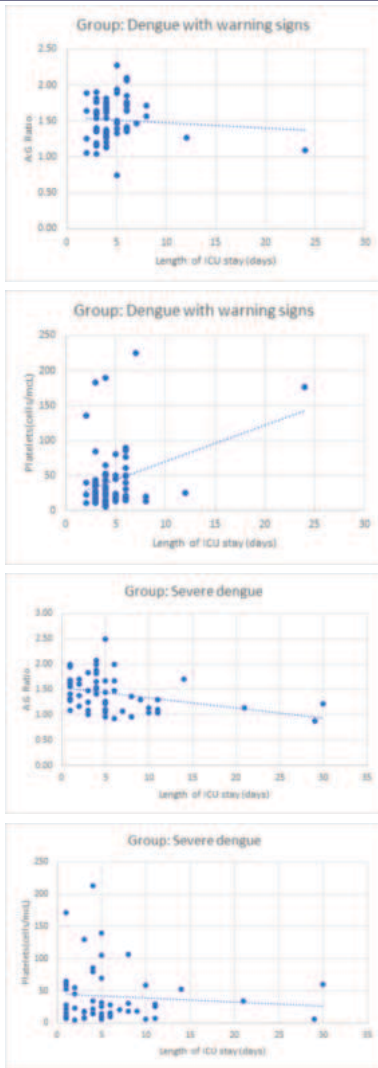 Group: Dengue with warning signs
2.50
2.00
1.50
1.00
0.50
0.00
A.G. Ratio
0 5 10 15 20 25 30
Length of ICU stay (days)
Group: Dengue with warning signs
250
200
150
100
50
0
Platelets(cells/mcL)
0 5 10 15 20 25 30
Length of ICU stay (days)
Group: Severe dengue
3.00
2.50
2.00
1.50
1.00
0.50
0.00
A.G. Ratio
0 5 10 15 20 25 30 35
Length of ICU stay (days)
Group: Severe dengue
250
200
150
100
50
0
Platelets(cells/mcL)
0 5 10 15 20 25 30 35
Length of ICU stay (days)